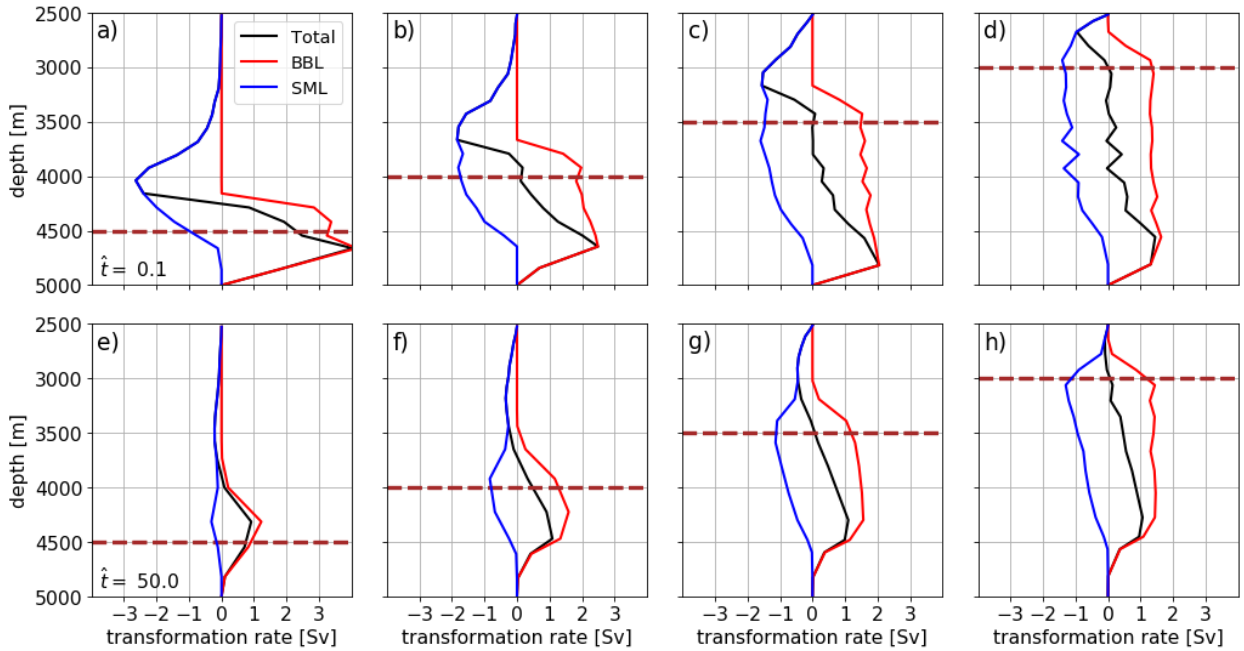 a)
Total
BBL
SML
b)
c)
d)
2500
3000
3500
4000
4500
5000
depth [m]
t̂ = 0.1
e)
f)
g)
h)
2500
3000
3500
4000
4500
5000
depth [m]
t̂ = 50.0
−3 −2 −1 0 1 2 3
−3 −2 −1 0 1 2 3
−3 −2 −1 0 1 2 3
−3 −2 −1 0 1 2 3
transformation rate [Sv]
transformation rate [Sv]
transformation rate [Sv]
transformation rate [Sv]